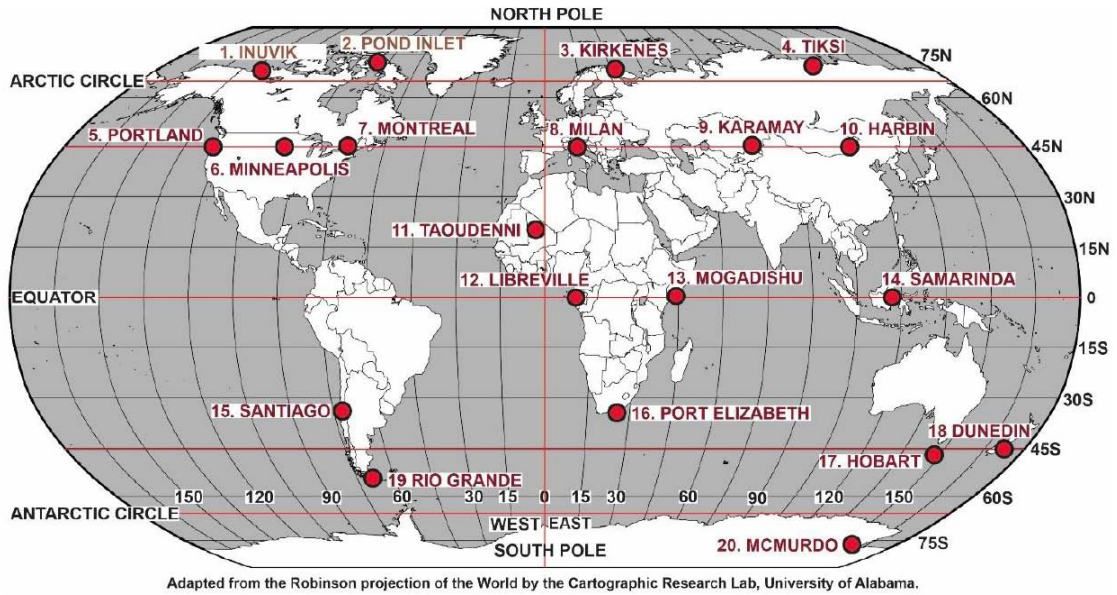 NORTH POLE
1. INUVIK
2. POND INLET
3. KIRKENES
4. TIKSI
75N
ARCTIC CIRCLE
60N
5. PORTLAND
7. MONTREAL
8. MILAN
9. KARAMAY
10. HARBIN
45N
6. MINNEAPOLIS
30N
11. TAOUDENNI
15N
12. LIBREVILLE
13. MOGADISHU
14. SAMARINDA
EQUATOR
0
15S
15. SANTIAGO
16. PORT ELIZABETH
30S
18 DUNEDIN
45S
17. HOBART
19 RIO GRANDE
150 120 90 60 30 15 0 15 30 60 90 120 150
60S
ANTARCTIC CIRCLE
WEST-EAST
SOUTH POLE
20. MCMURDO
75S
Adapted from the Robinson projection of the World by the Cartographic Research Lab, University of Alabama.